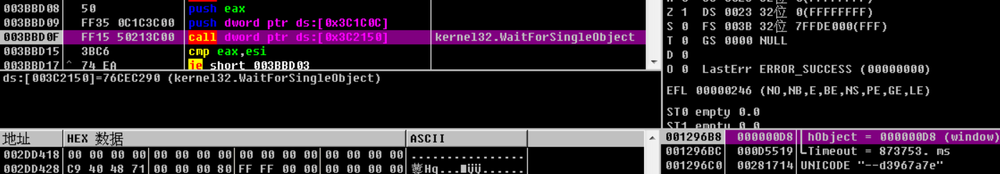 003BBD08 50 push eax
003BBD09 FF35 0C1C3C00 push dword ptr ds:[0x3C1C0C]
003BBD0F FF15 50213C00 call dword ptr ds:[0x3C2150] kernel32.WaitForSingleObject
003BBD15 3BC6 cmp eax,esi
003BBD17 ^ 74 EA je short 003BBD03
ds:[003C2150]=76CEC290 (kernel32.WaitForSingleObject)
地址 HEX 数据 ASCII
002DD418 00 00 00 00 00 00 00 00 00 00 00 00 00 00 00 00 ................
002DD428 C9 40 48 71 00 00 00 80 FF FF 00 00 00 00 00 00
Z 1 DS 0023 32位 0(FFFFFFFF)
S 0 FS 003B 32位 7FFDE000(FFF)
T 0 GS 0000 NULL
D 0
O 0 LastErr ERROR_SUCCESS (00000000)
EFL 00000246 (NO,NB,E,BE,NS,PE,GE,LE)
ST0 empty 0.0
ST1 empty 0.0
001296B8 000000D8 hObject = 000000D8 (window)
001296BC 000D5519 Timeout = 873753. ms
001296C0 00281714 UNICODE "--d3967a7e"